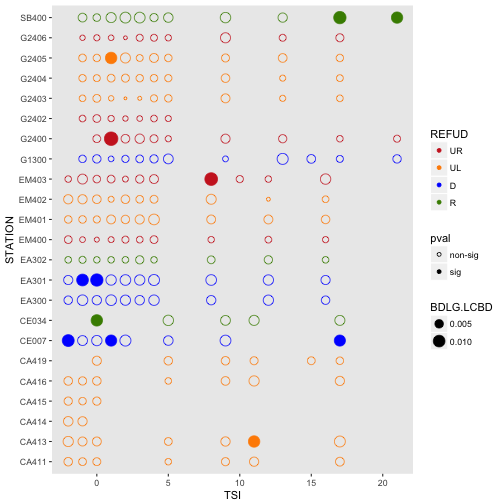 STATION
SB400
G2406
G2405
G2404
G2403
G2402
G2400
G1300
EM403
EM402
EM401
EM400
EA302
EA301
EA300
CE034
CE007
CA419
CA416
CA415
CA414
CA413
CA411
0 5 10 15 20
TSI
REFUD
UR
UL
D
R
pval
non-sig
sig
BDLG.LCBD
0.005
0.010